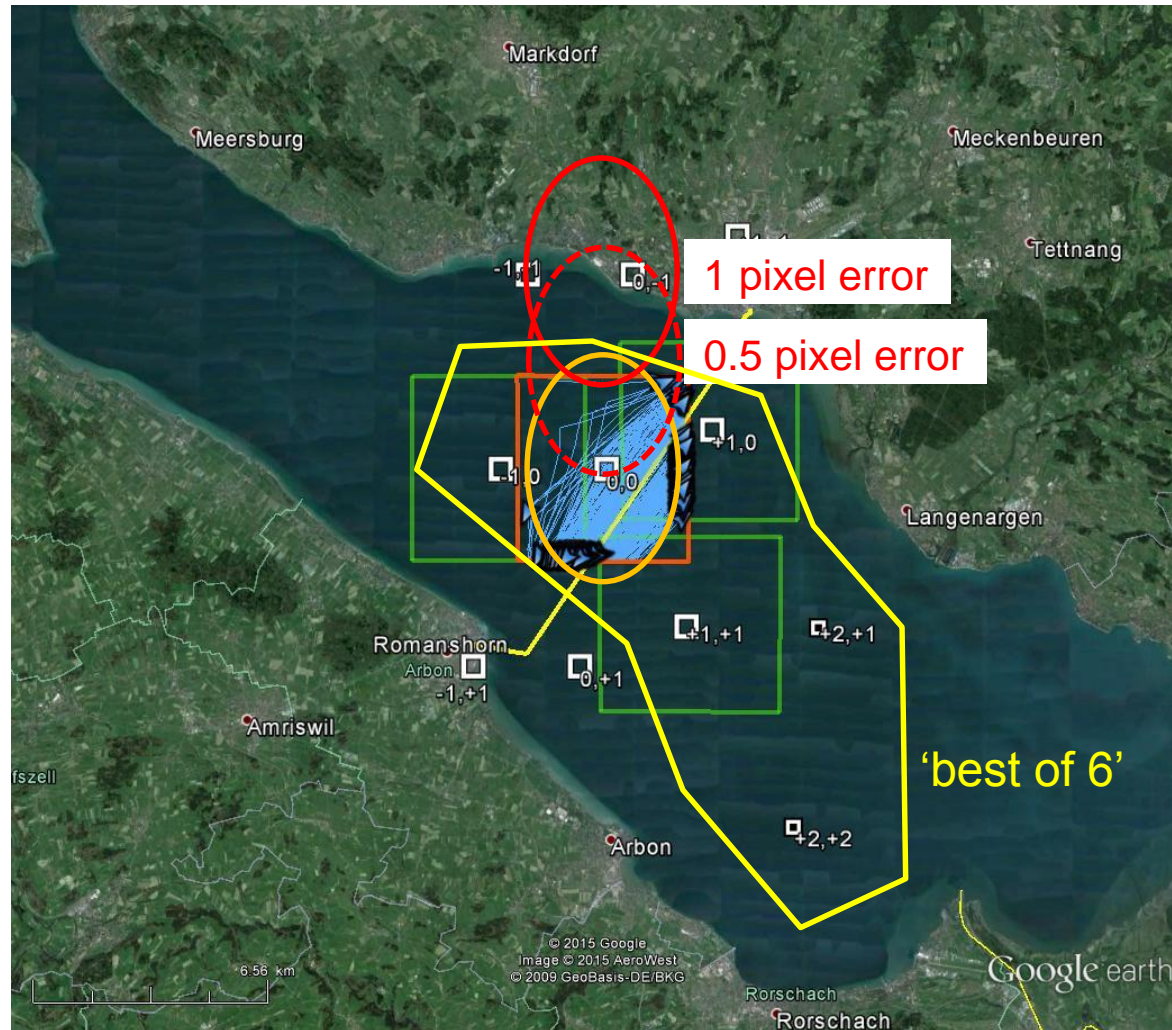 Markdorf
Meersburg
Meckenbeuren
Tettnang
0,-1
1 pixel error
0.5 pixel error
+1,0
-1,0
0,0
Langenargen
+1,+1
+2,+1
Romanshorn
Arbon
-1,+1
0,+1
Amriswil
fszell
'best of 6'
+2,+2
Arbon
© 2015 Google
Image © 2015 AeroWest
© 2009 GeoBasis-DE/BKG
6.56 km
Google earth
Rorschach
Rorschach